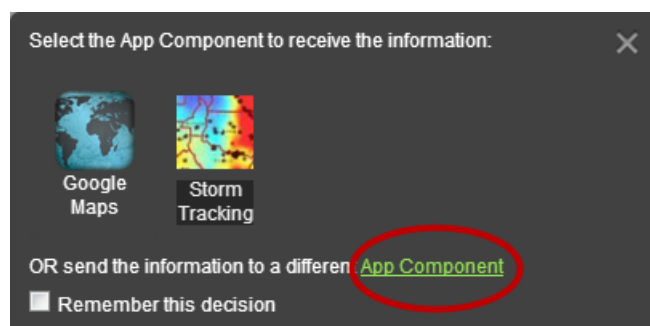 Select the App Component to receive the information:
Google
Maps
Storm
Tracking
OR send the information to a different App Component
Remember this decision